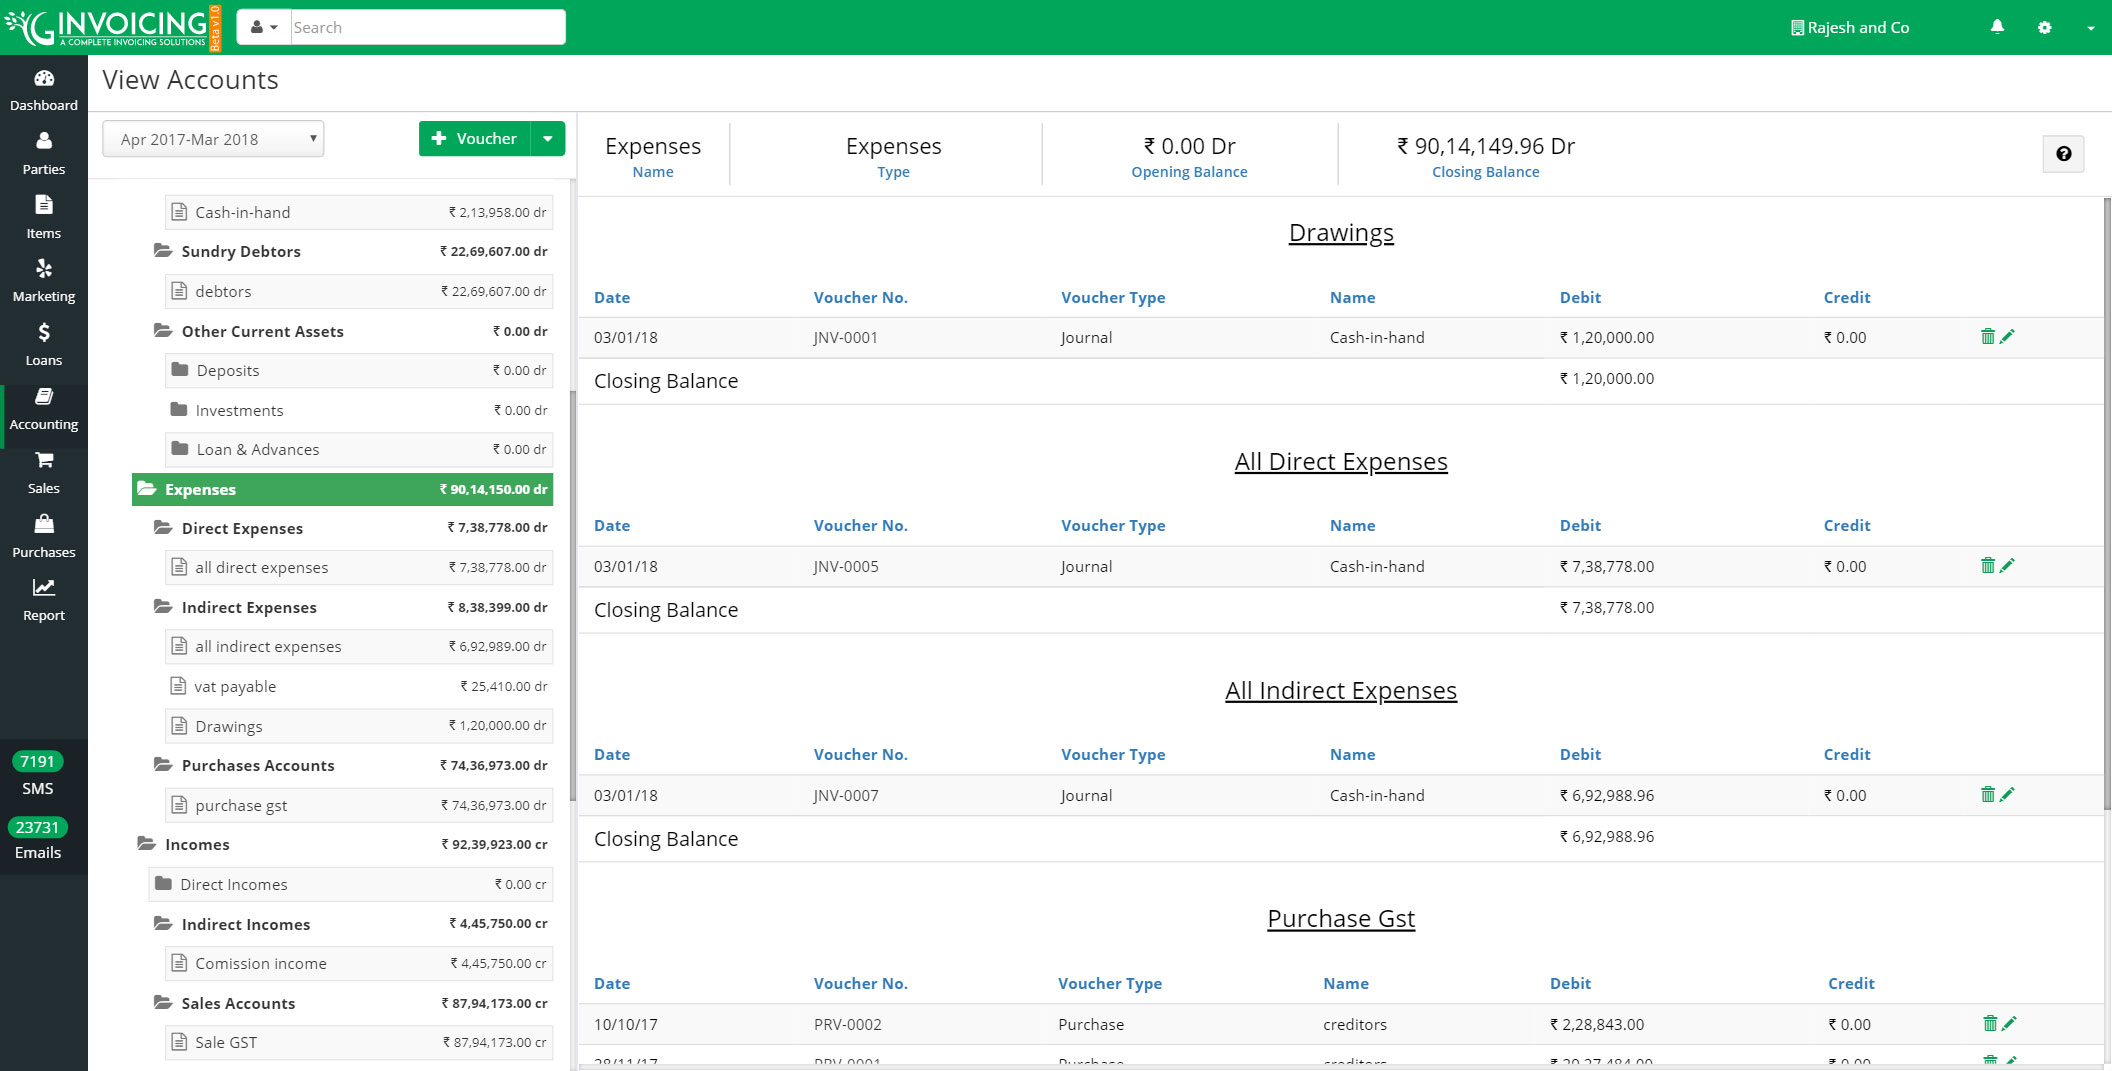 INVOICING
A COMPLETE INVOICING SOLUTIONS
Beta v1.0
Search
Rajesh and Co
Dashboard
Parties
Items
Marketing
Loans
Accounting
Sales
Purchases
Report
7191
SMS
23731
Emails
View Accounts
Apr 2017-Mar 2018
Voucher
Cash-in-hand ₹ 2,13,958.00 dr
Sundry Debtors ₹ 22,69,607.00 dr
debtors ₹ 22,69,607.00 dr
Other Current Assets ₹ 0.00 dr
Deposits ₹ 0.00 dr
Investments ₹ 0.00 dr
Loan & Advances ₹ 0.00 dr
Expenses ₹ 90,14,150.00 dr
Direct Expenses ₹ 7,38,778.00 dr
all direct expenses ₹ 7,38,778.00 dr
Indirect Expenses ₹ 8,38,399.00 dr
all indirect expenses ₹ 6,92,989.00 dr
vat payable ₹ 25,410.00 dr
Drawings ₹ 1,20,000.00 dr
Purchases Accounts ₹ 74,36,973.00 dr
purchase gst ₹ 74,36,973.00 dr
Incomes ₹ 92,39,923.00 cr
Direct Incomes ₹ 0.00 cr
Indirect Incomes ₹ 4,45,750.00 cr
Comission income ₹ 4,45,750.00 cr
Sales Accounts ₹ 87,94,173.00 cr
Sale GST ₹ 87,94,173.00 cr
Expenses Expenses ₹ 0.00 Dr ₹ 90,14,149.96 Dr
Name Type Opening Balance Closing Balance
Drawings
Date Voucher No. Voucher Type Name Debit Credit
03/01/18 JNV-0001 Journal Cash-in-hand ₹ 1,20,000.00 ₹ 0.00
Closing Balance ₹ 1,20,000.00
All Direct Expenses
Date Voucher No. Voucher Type Name Debit Credit
03/01/18 JNV-0005 Journal Cash-in-hand ₹ 7,38,778.00 ₹ 0.00
Closing Balance ₹ 7,38,778.00
All Indirect Expenses
Date Voucher No. Voucher Type Name Debit Credit
03/01/18 JNV-0007 Journal Cash-in-hand ₹ 6,92,988.96 ₹ 0.00
Closing Balance ₹ 6,92,988.96
Purchase Gst
Date Voucher No. Voucher Type Name Debit Credit
10/10/17 PRV-0002 Purchase creditors ₹ 2,28,843.00 ₹ 0.00
28/11/17 PRV-0001 Purchase creditors ₹ 0.00